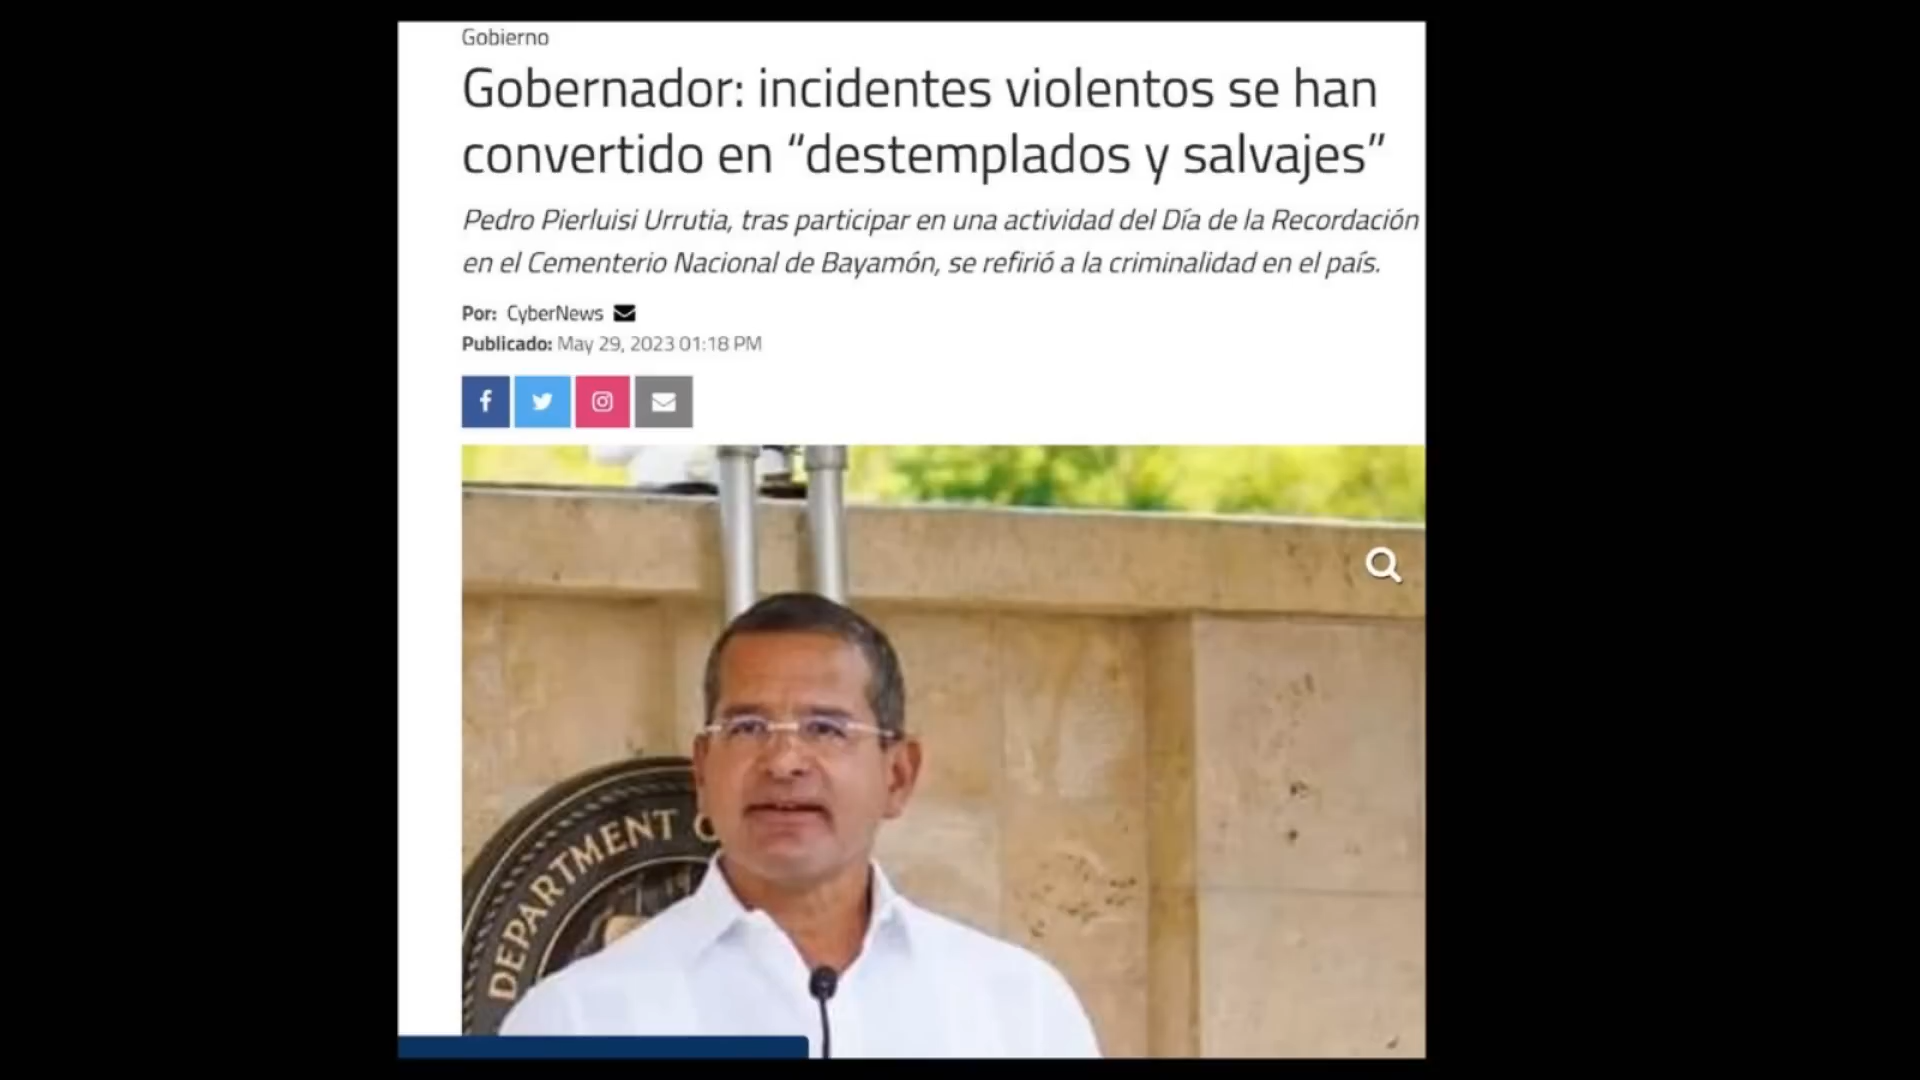 Gobierno
Gobernador: incidentes violentos se han
convertido en “destemplados y salvajes”
Pedro Pierluisi Urrutia, tras participar en una actividad del Día de la Recordación
en el Cementerio Nacional de Bayamón, se refirió a la criminalidad en el país.
Por: CyberNews
Publicado: May 29, 2023 01:18 PM
DEPARTMENT